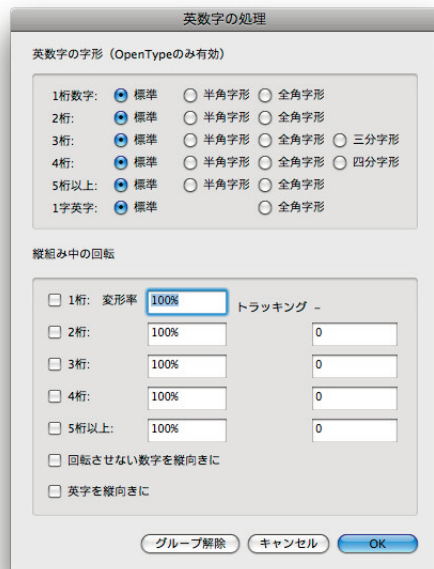 英数字の処理
英数字の字形（OpenTypeのみ有効）
1桁数字: 標準 半角字形 全角字形
2桁: 標準 半角字形 全角字形
3桁: 標準 半角字形 全角字形 三分字形
4桁: 標準 半角字形 全角字形 四分字形
5桁以上: 標準 半角字形 全角字形
1字英字: 標準 全角字形
縦組み中の回転
1桁: 変形率 100% トラッキング –
2桁: 100% 0
3桁: 100% 0
4桁: 100% 0
5桁以上: 100% 0
回転させない数字を縦向きに
英字を縦向きに
グループ解除 キャンセル OK